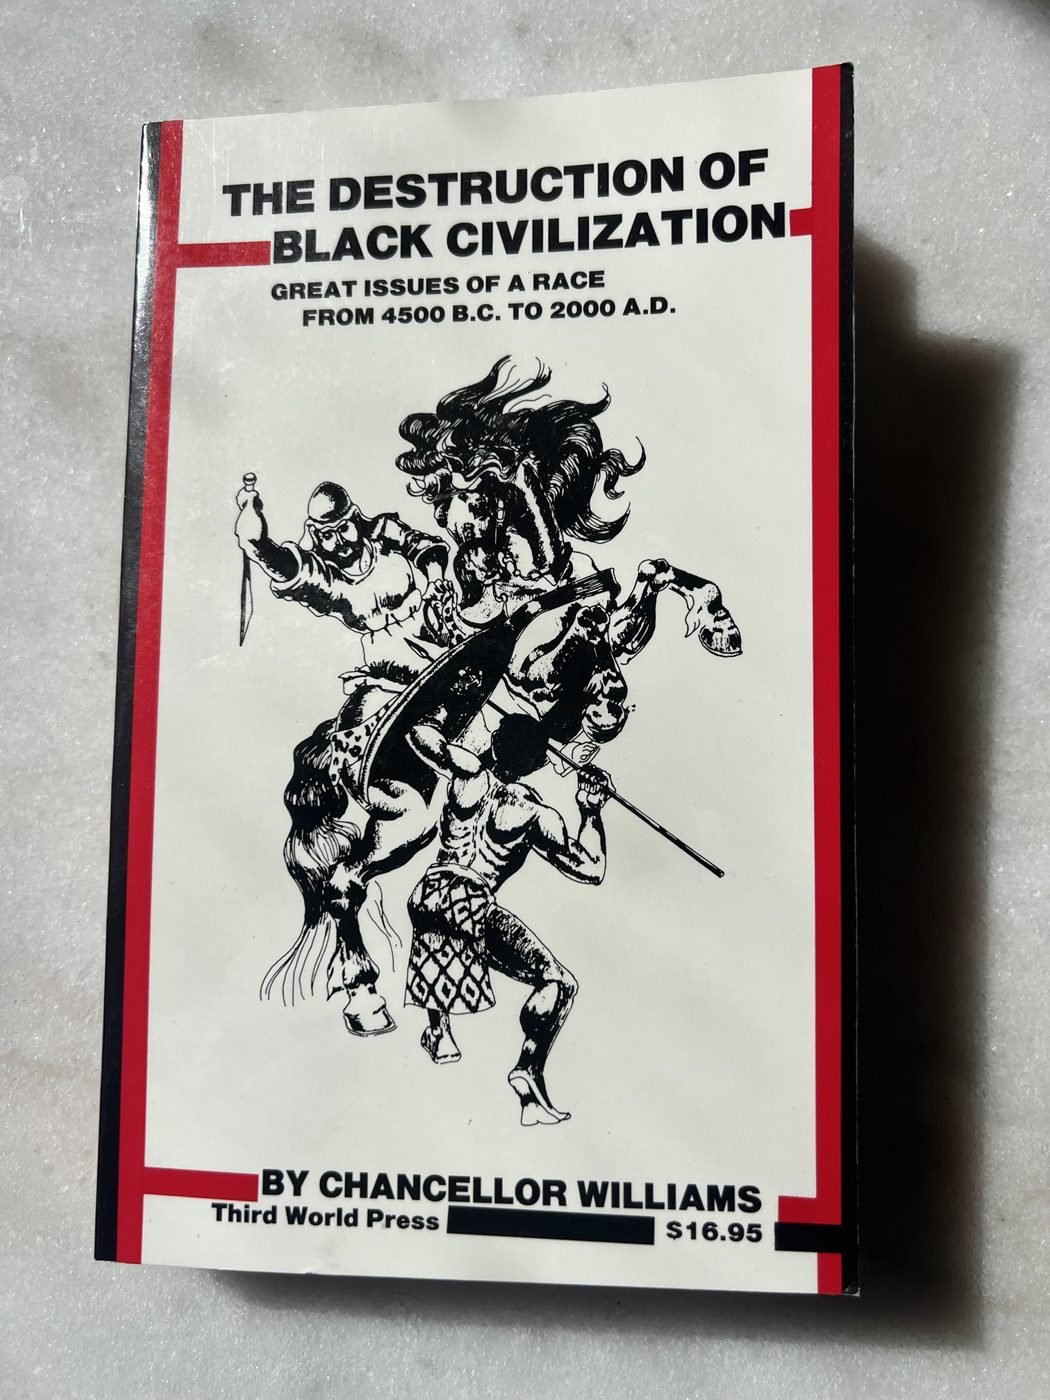 THE DESTRUCTION OF
BLACK CIVILIZATION
GREAT ISSUES OF A RACE
FROM 4500 B.C. TO 2000 A.D.
BY CHANCELLOR WILLIAMS
Third World Press $16.95